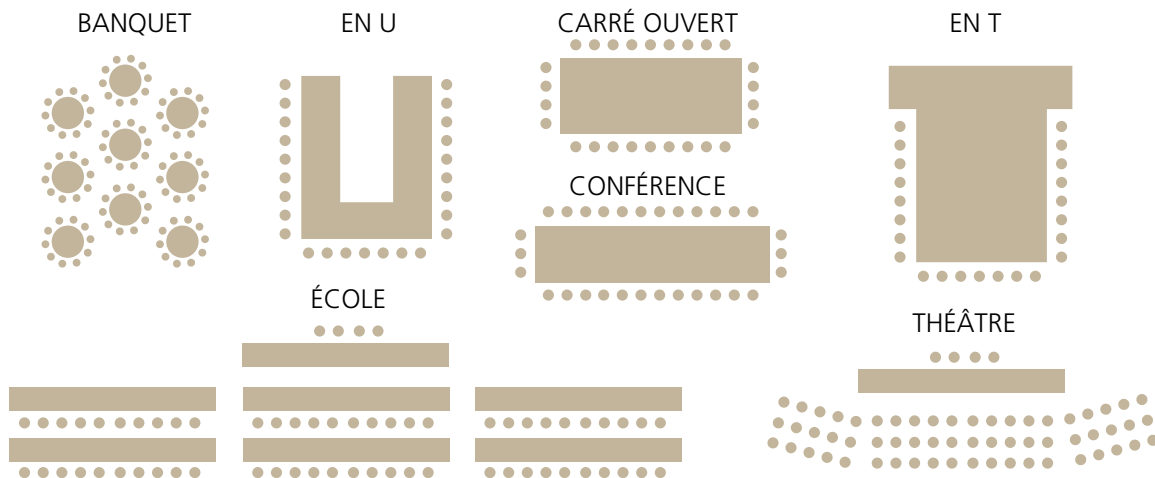 BANQUET
EN U
CARRÉ OUVERT
EN T
CONFÉRENCE
ÉCOLE
THÉÂTRE